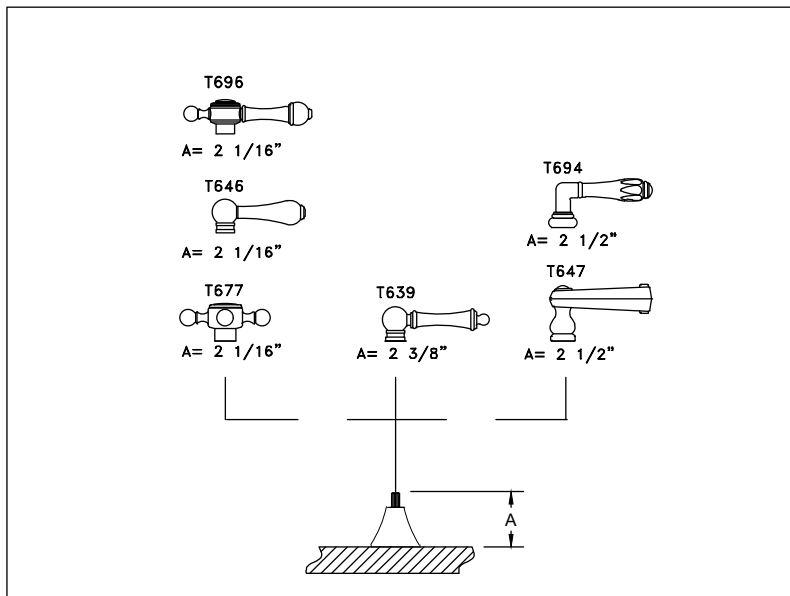 T696
A= 2 1/16”
T646
A= 2 1/16”
T677
A= 2 1/16”
T639
A= 2 3/8”
T694
A= 2 1/2”
T647
A= 2 1/2”
A